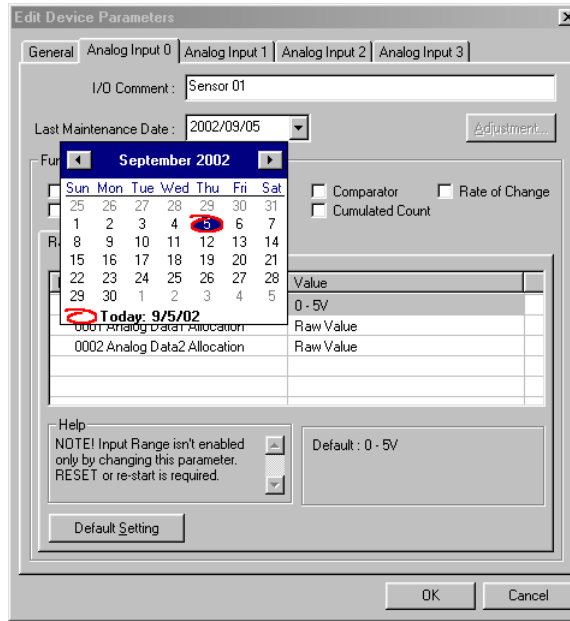 Edit Device Parameters
General Analog Input 0 Analog Input 1 Analog Input 2 Analog Input 3
I/O Comment : Sensor 01
Last Maintenance Date : 2002/09/05 Adjustment...
Fu
September 2002
Sun Mon Tue Wed Thu Fri Sat
25 26 27 28 29 30 31
1 2 3 4 5 6 7
8 9 10 11 12 13 14
15 16 17 18 19 20 21
22 23 24 25 26 27 28
29 30 1 2 3 4 5
Today: 9/5/02
Comparator Rate of Change
Cumulated Count
R
Value
0 - 5V
0001 Analog Data1 Allocation Raw Value
0002 Analog Data2 Allocation Raw Value
Help
NOTE! Input Range isn't enabled
only by changing this parameter.
RESET or re-start is required.
Default : 0 - 5V
Default Setting
OK Cancel